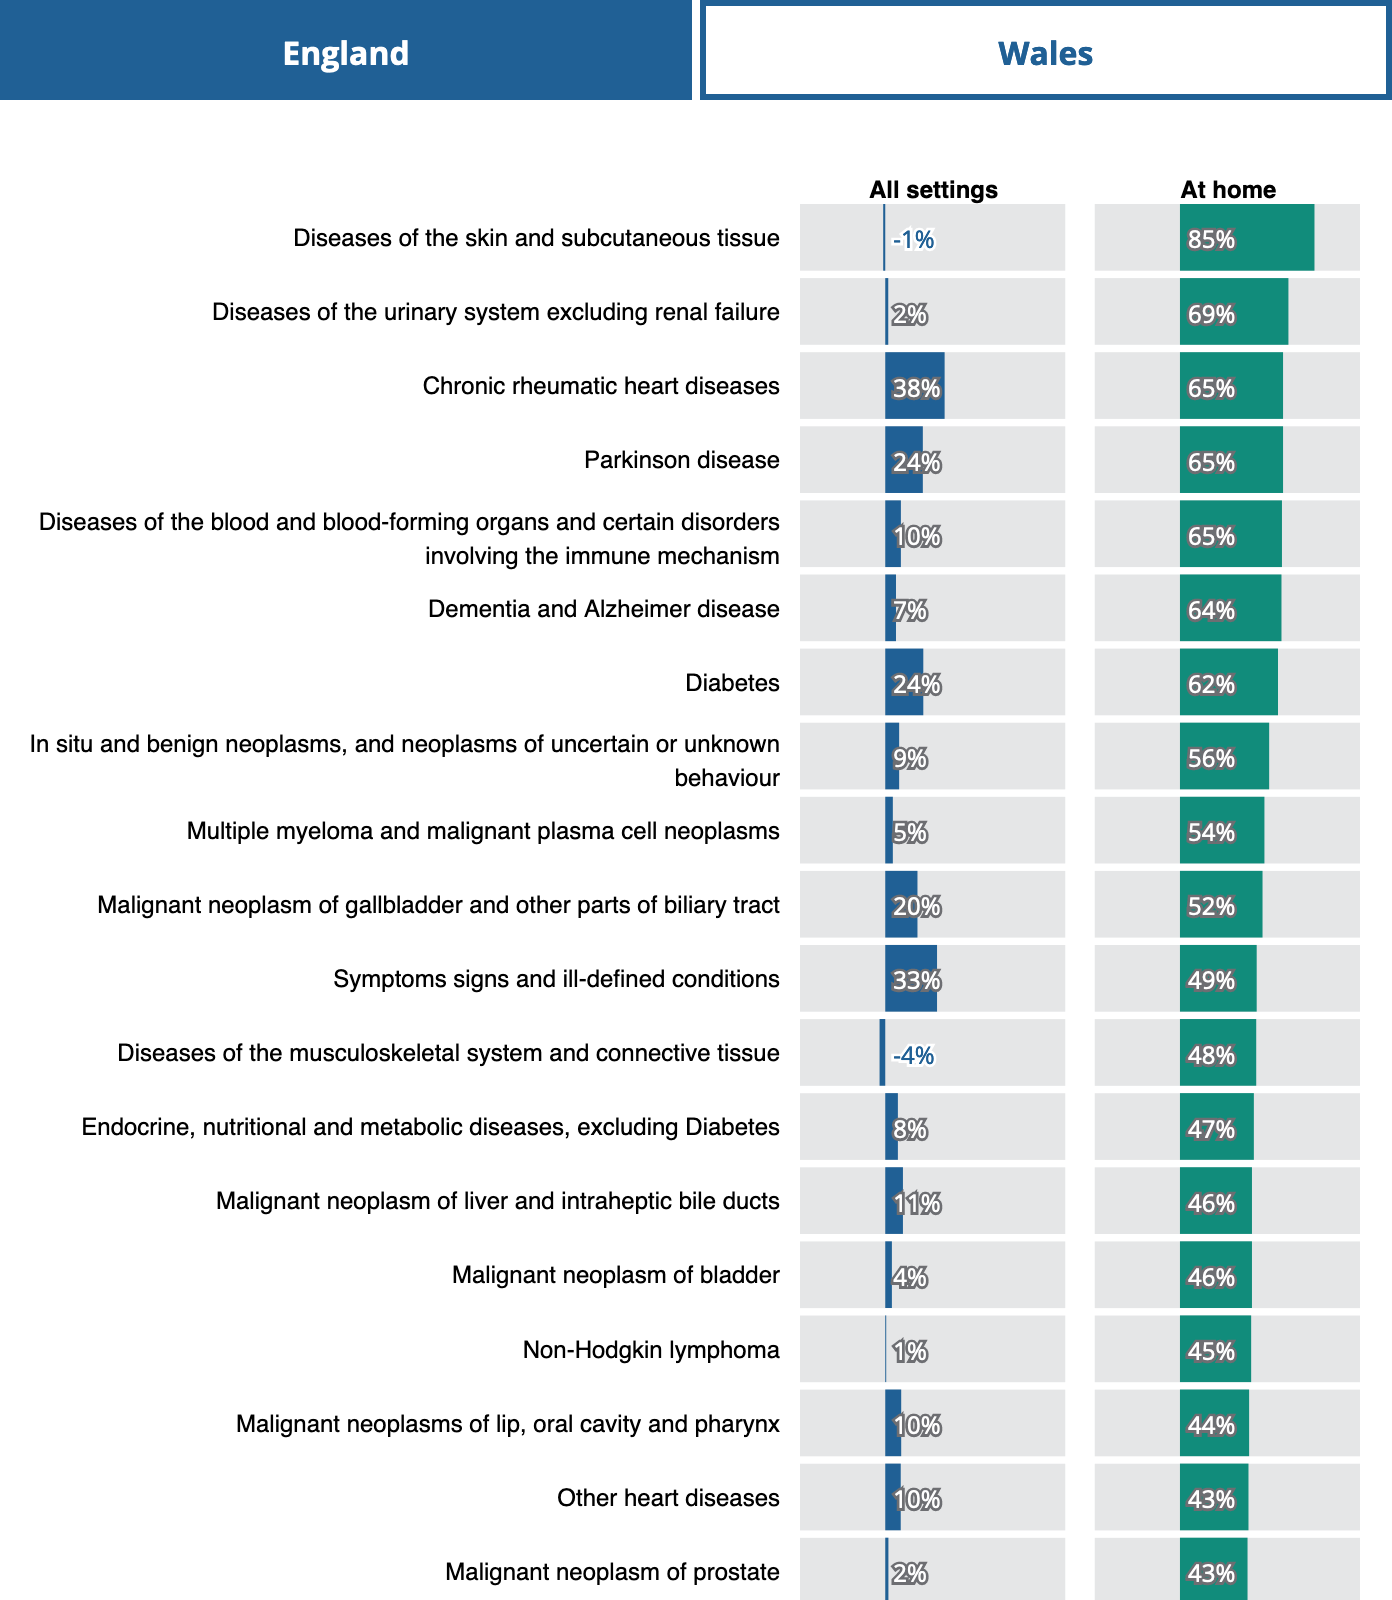 England
Wales
All settings
At home
Diseases of the skin and subcutaneous tissue
-1%
85%
Diseases of the urinary system excluding renal failure
2%
69%
Chronic rheumatic heart diseases
38%
65%
Parkinson disease
24%
65%
Diseases of the blood and blood-forming organs and certain disorders
involving the immune mechanism
10%
65%
Dementia and Alzheimer disease
7%
64%
Diabetes
24%
62%
In situ and benign neoplasms, and neoplasms of uncertain or unknown
behaviour
9%
56%
Multiple myeloma and malignant plasma cell neoplasms
5%
54%
Malignant neoplasm of gallbladder and other parts of biliary tract
20%
52%
Symptoms signs and ill-defined conditions
33%
49%
Diseases of the musculoskeletal system and connective tissue
-4%
48%
Endocrine, nutritional and metabolic diseases, excluding Diabetes
8%
47%
Malignant neoplasm of liver and intraheptic bile ducts
11%
46%
Malignant neoplasm of bladder
4%
46%
Non-Hodgkin lymphoma
1%
45%
Malignant neoplasms of lip, oral cavity and pharynx
10%
44%
Other heart diseases
10%
43%
Malignant neoplasm of prostate
2%
43%